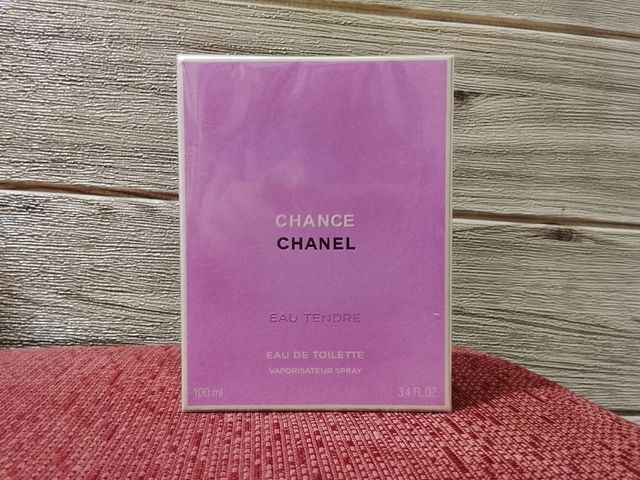 CHANCE
CHANEL
EAU TENDRE
EAU DE TOILETTE
VAPORISATEUR SPRAY
100 ml 3.4 FL. OZ.